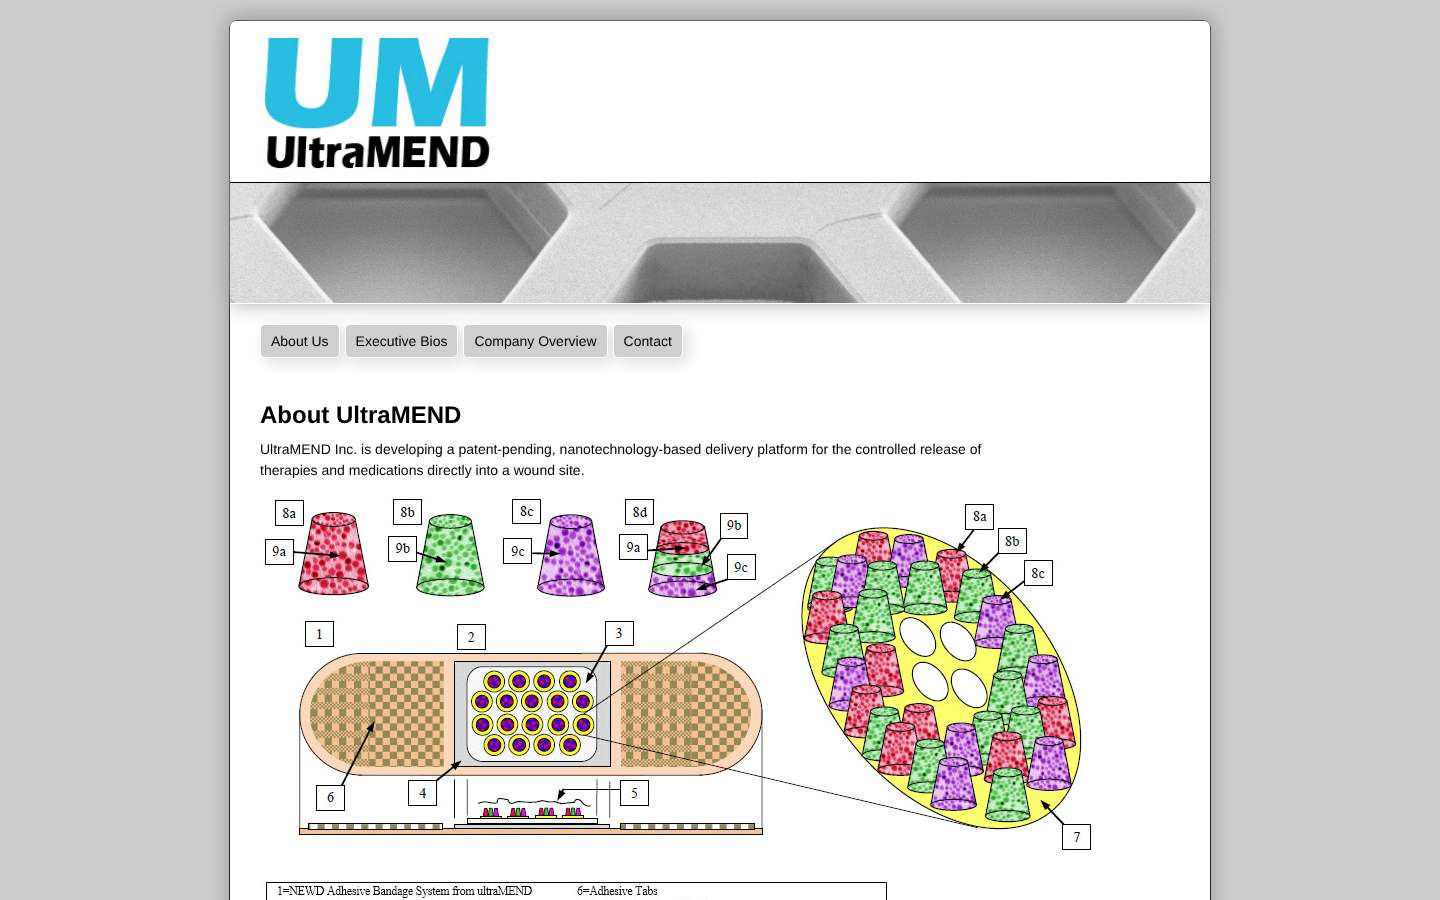 UM
UltraMEND
About Us Executive Bios Company Overview Contact
About UltraMEND
UltraMEND Inc. is developing a patent-pending, nanotechnology-based delivery platform for the controlled release of
therapies and medications directly into a wound site.
8a 8b 8c 8d 9b 8a
9a 9b 9c 9a 9c 8b
8c
1 2 3
6 4 5
7
1=NEWD Adhesive Bandage System from ultraMEND 6=Adhesive Tabs